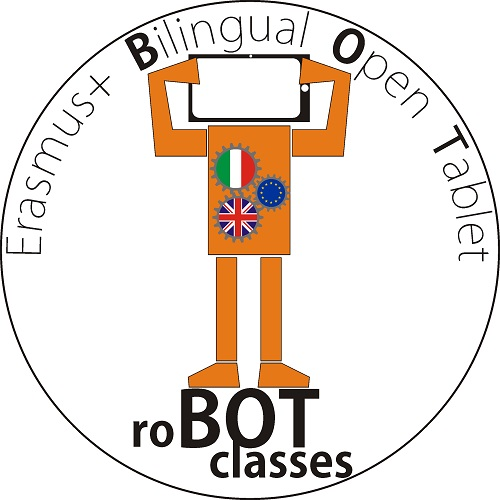 Erasmus+ Bilingual Open Tablet
roBOT
classes